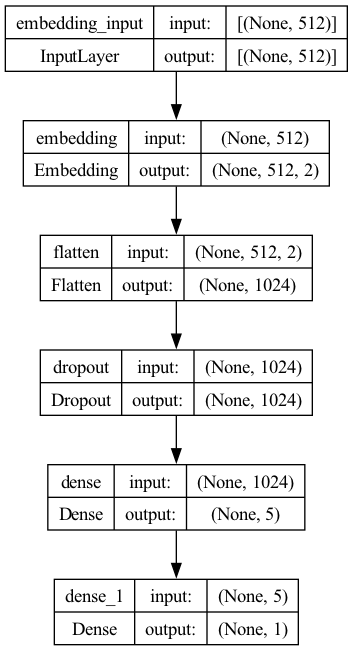 embedding_input input: [(None, 512)]
InputLayer output: [(None, 512)]
embedding input: (None, 512)
Embedding output: (None, 512, 2)
flatten input: (None, 512, 2)
Flatten output: (None, 1024)
dropout input: (None, 1024)
Dropout output: (None, 1024)
dense input: (None, 1024)
Dense output: (None, 5)
dense_1 input: (None, 5)
Dense output: (None, 1)